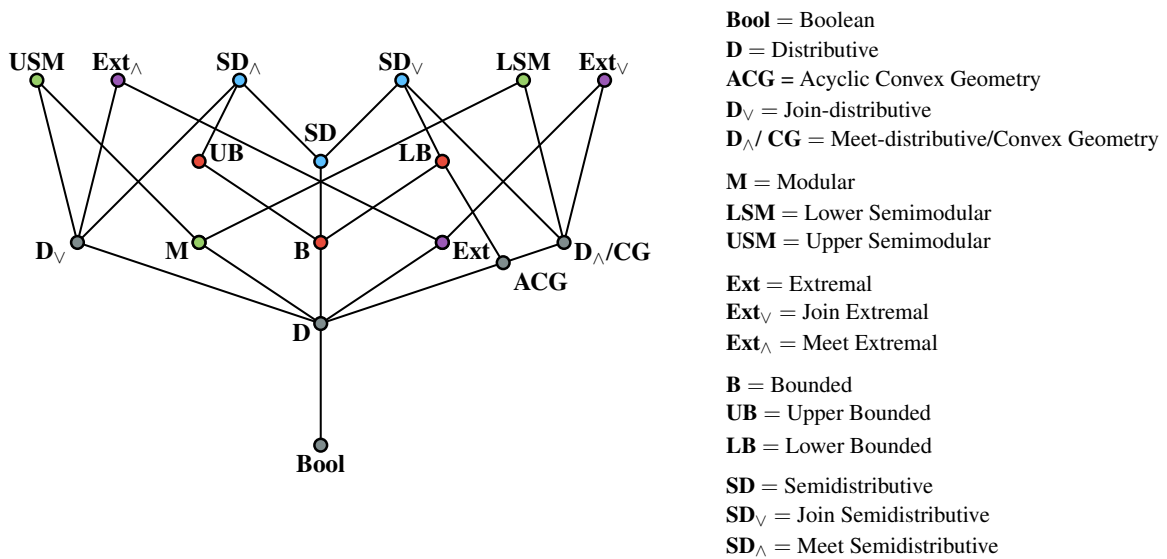 USM Ext∧ SD∧ SD∨ LSM Ext∨
SD
UB LB
D∨ M B Ext D∧/CG
ACG
D
Bool
Bool = Boolean
D = Distributive
ACG = Acyclic Convex Geometry
D∨ = Join-distributive
D∧/ CG = Meet-distributive/Convex Geometry
M = Modular
LSM = Lower Semimodular
USM = Upper Semimodular
Ext = Extremal
Ext∨ = Join Extremal
Ext∧ = Meet Extremal
B = Bounded
UB = Upper Bounded
LB = Lower Bounded
SD = Semidistributive
SD∨ = Join Semidistributive
SD∧ = Meet Semidistributive